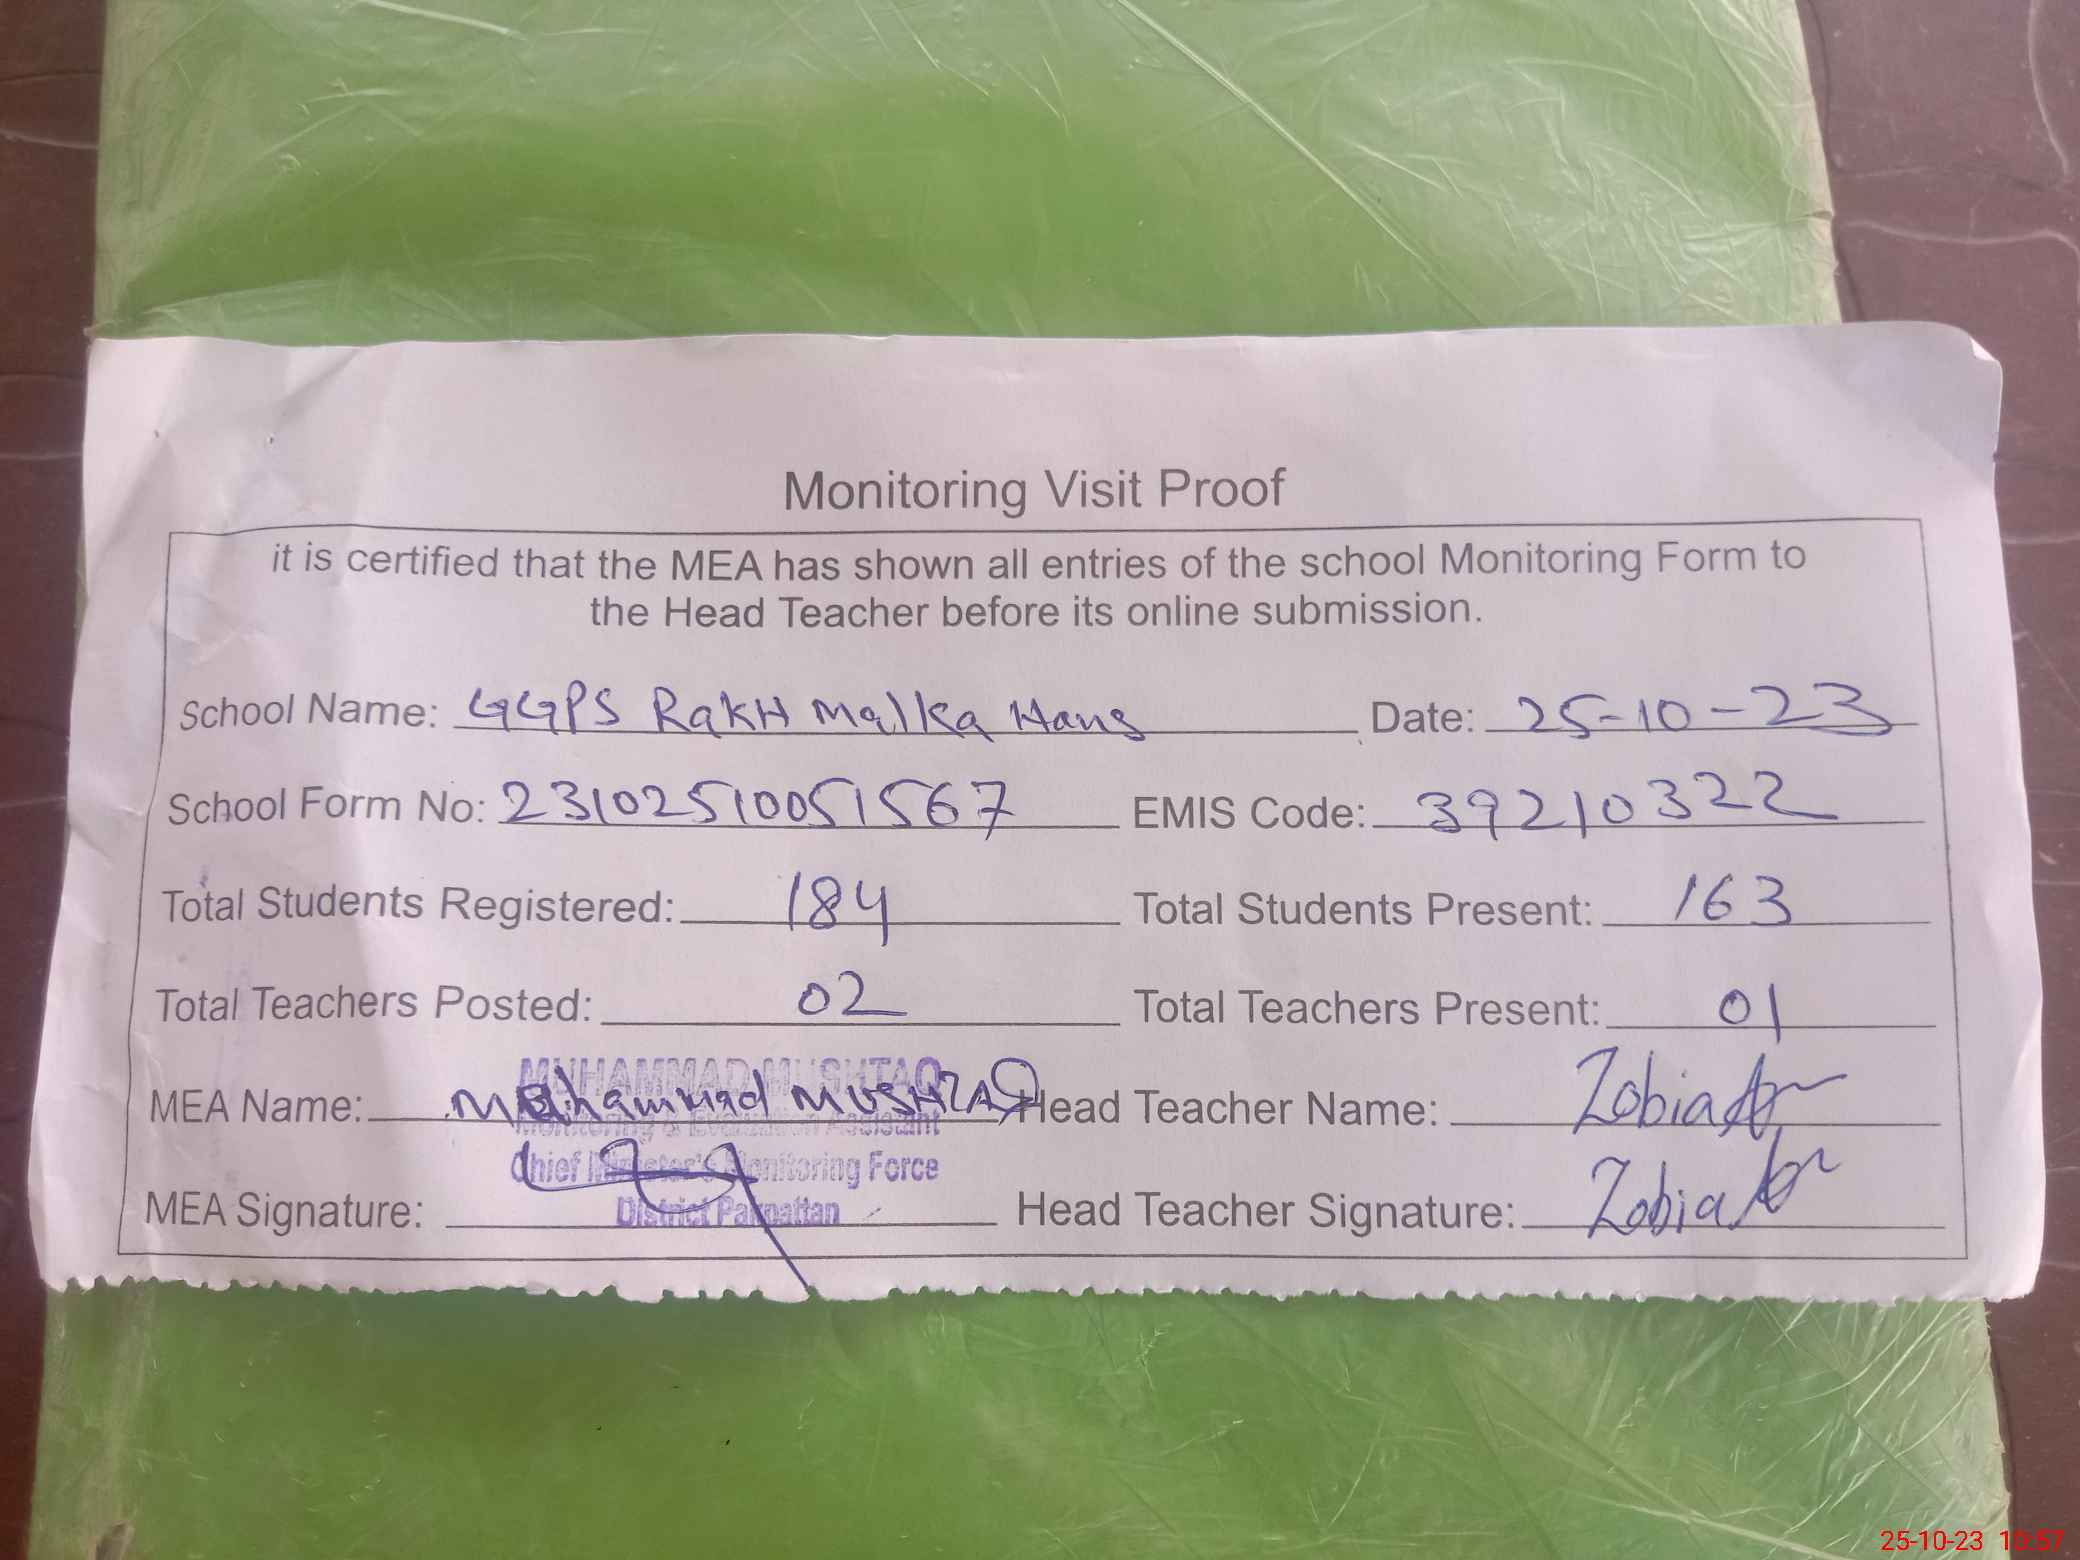 Monitoring Visit Proof
it is certified that the MEA has shown all entries of the school Monitoring Form to
the Head Teacher before its online submission.
School Name: GGPS RakH Malka Hans Date: 25-10-23
School Form No: 23102510051567 EMIS Code: 39210322
Total Students Registered: 184 Total Students Present: 163
Total Teachers Posted: 02 Total Teachers Present: 01
MUHAMMAD MUSHTAQ
MEA Name: Muhammad MUSHTAQ Head Teacher Name: Zobia
Monitoring & Evaluation Assistant
Chief Minister's Monitoring Force
District Pakpattan
MEA Signature: Head Teacher Signature: Zobia
25-10-23 10:57